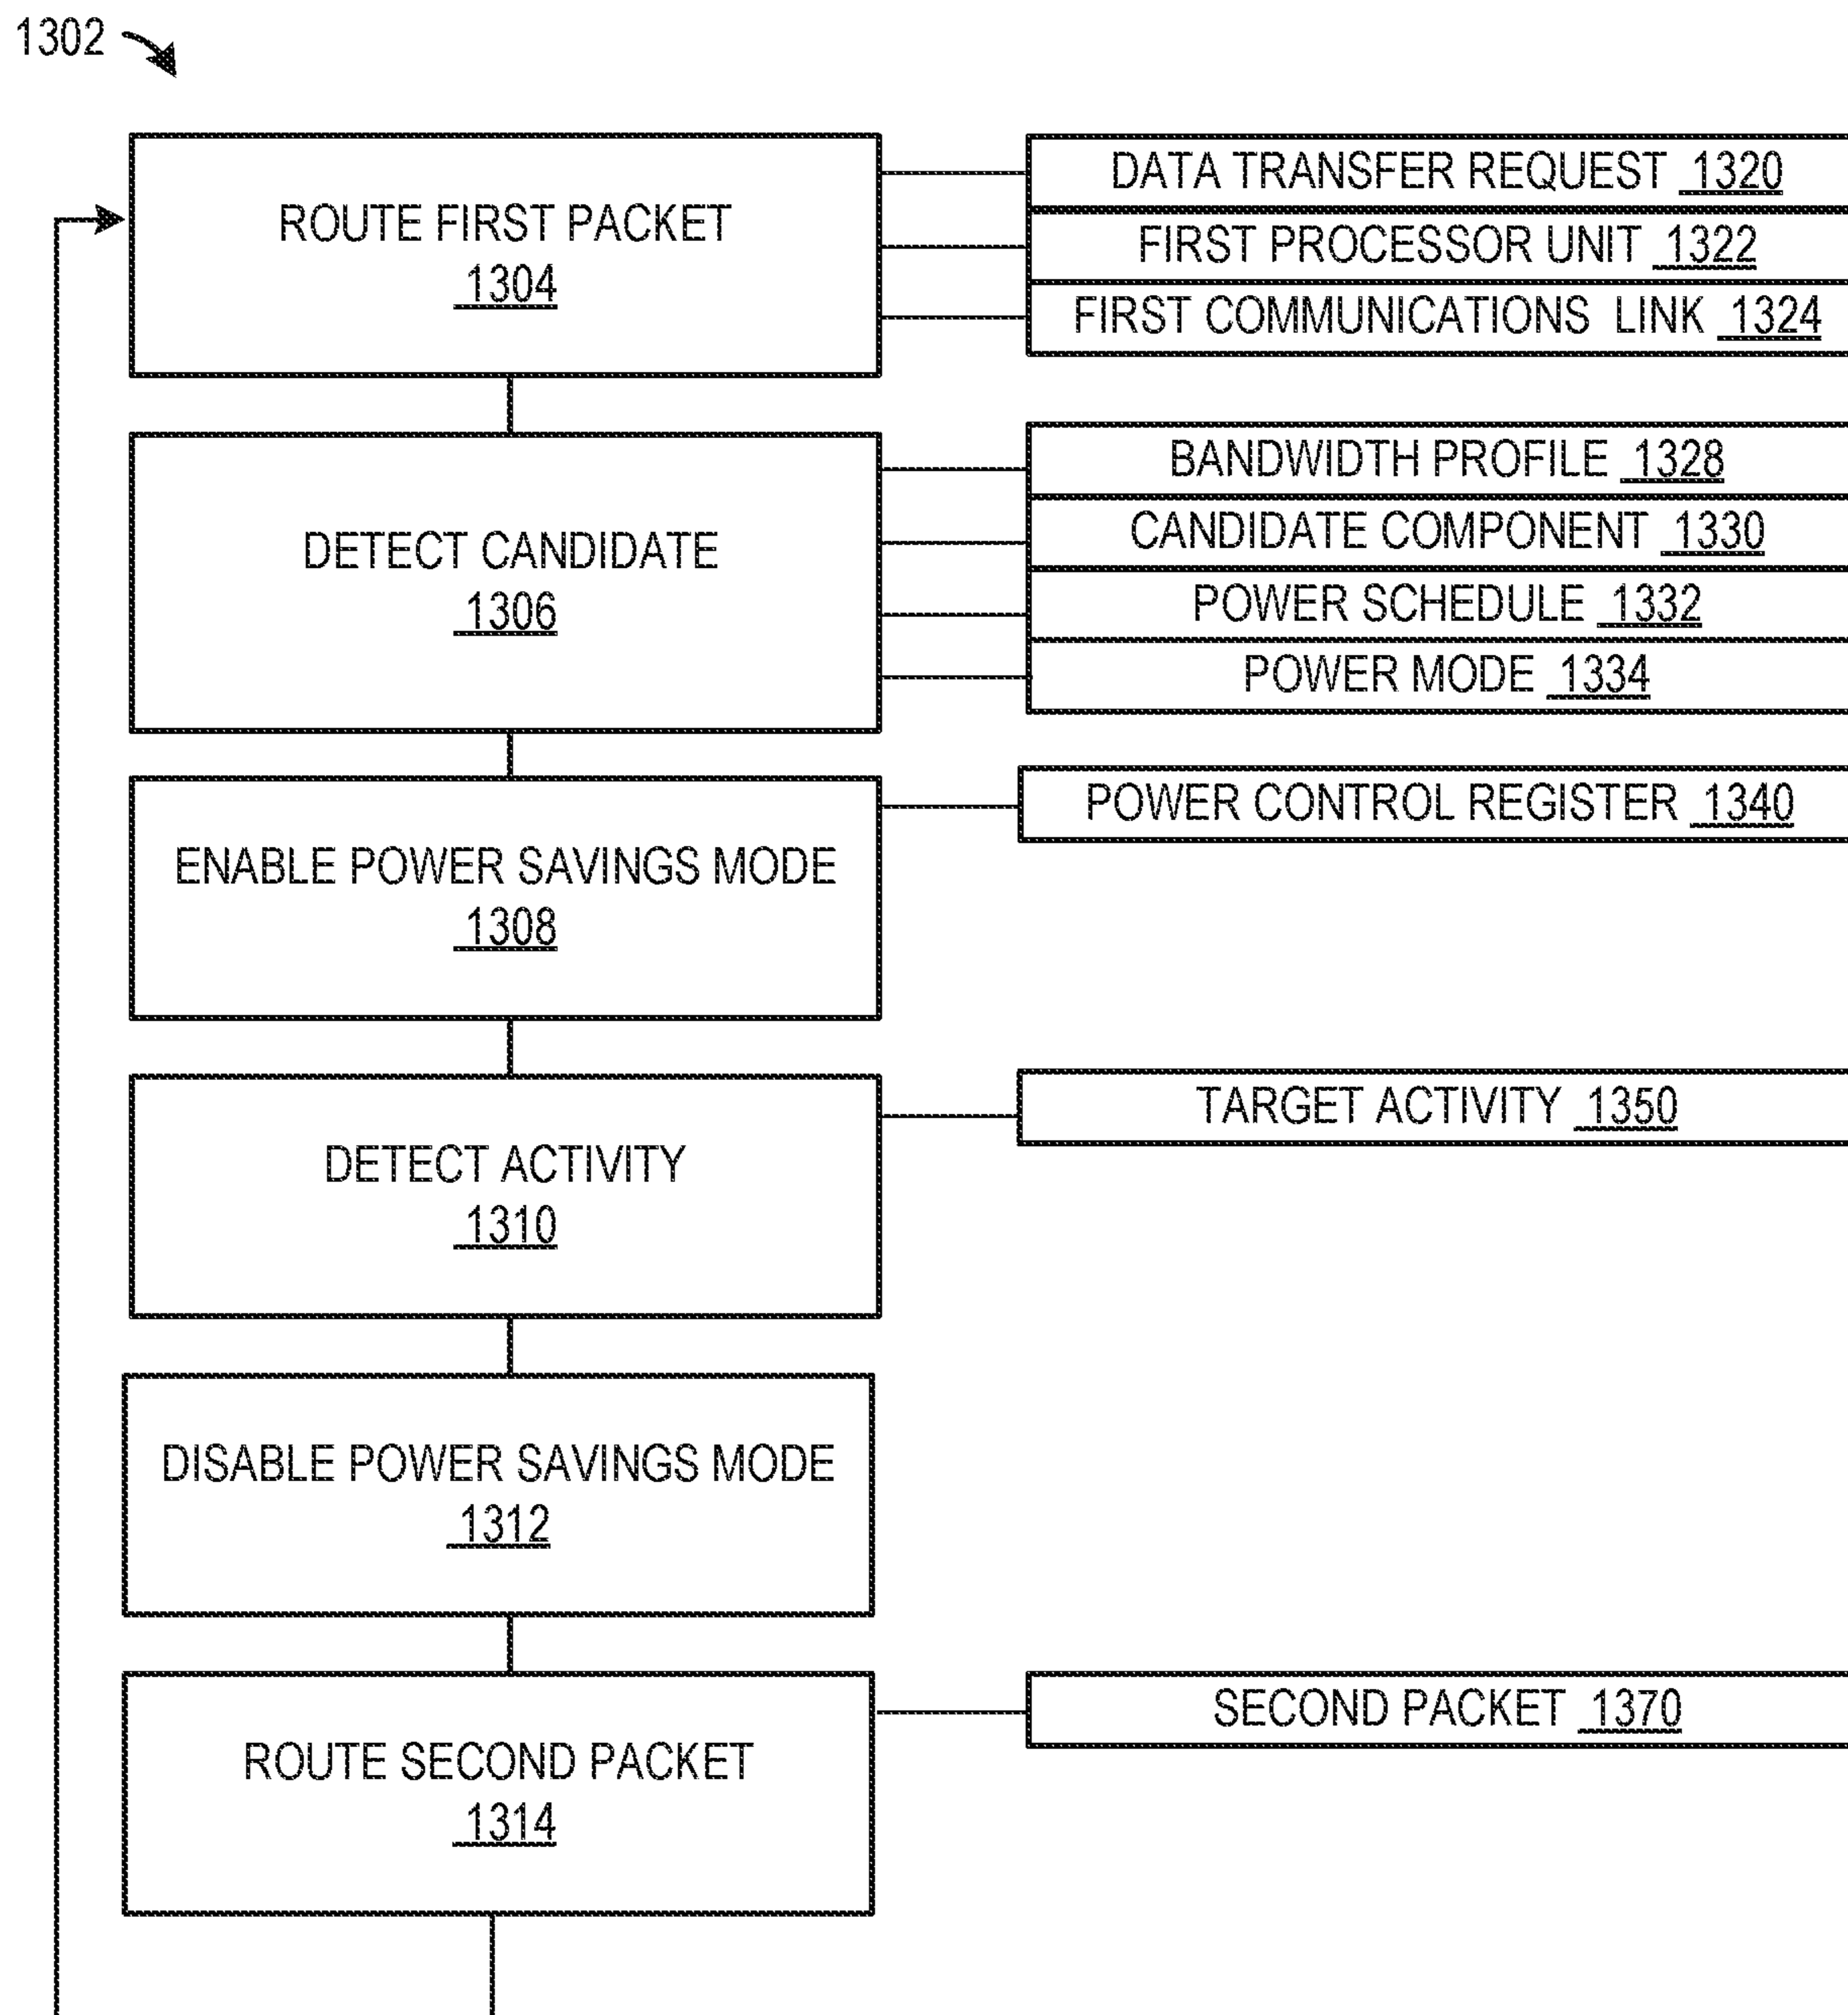 1302
ROUTE FIRST PACKET
1304
DATA TRANSFER REQUEST 1320
FIRST PROCESSOR UNIT 1322
FIRST COMMUNICATIONS LINK 1324
DETECT CANDIDATE
1306
BANDWIDTH PROFILE 1328
CANDIDATE COMPONENT 1330
POWER SCHEDULE 1332
POWER MODE 1334
ENABLE POWER SAVINGS MODE
1308
POWER CONTROL REGISTER 1340
DETECT ACTIVITY
1310
TARGET ACTIVITY 1350
DISABLE POWER SAVINGS MODE
1312
ROUTE SECOND PACKET
1314
SECOND PACKET 1370